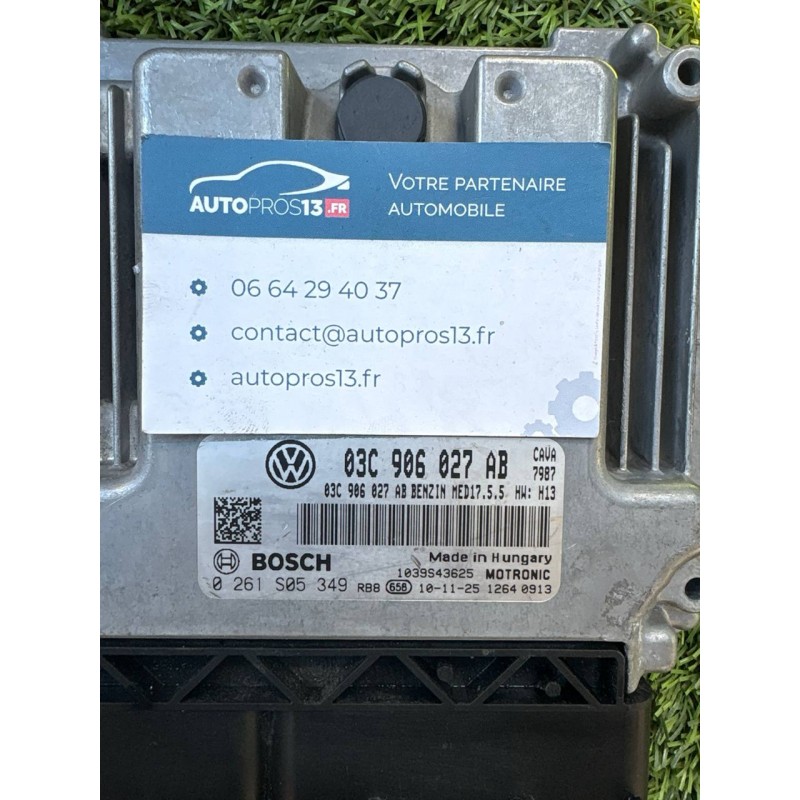 AUTOPROS13.FR
VOTRE PARTENAIRE
AUTOMOBILE
06 64 29 40 37
contact@autopros13.fr
autopros13.fr
03C 906 027 AB
CAVA
7987
03C 906 027 AB BENZIN MED17.5.5 HW: H13
BOSCH
Made in Hungary
1039S43625 MOTRONIC
0 261 S05 349 RB8 658 10-11-25 1264 0913